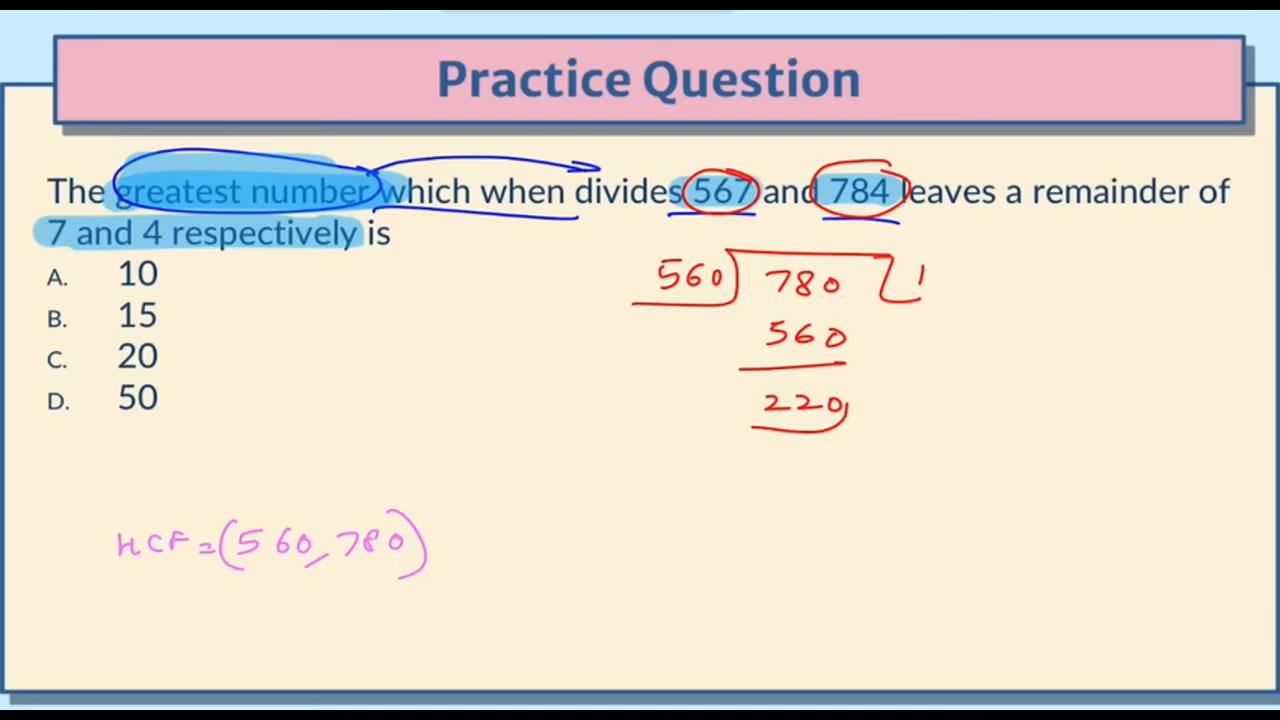 Practice Question
The greatest number which when divides 567 and 784 leaves a remainder of
7 and 4 respectively is
A. 10
B. 15
C. 20
D. 50
560 780 1
560
220
HCF=(560,780)